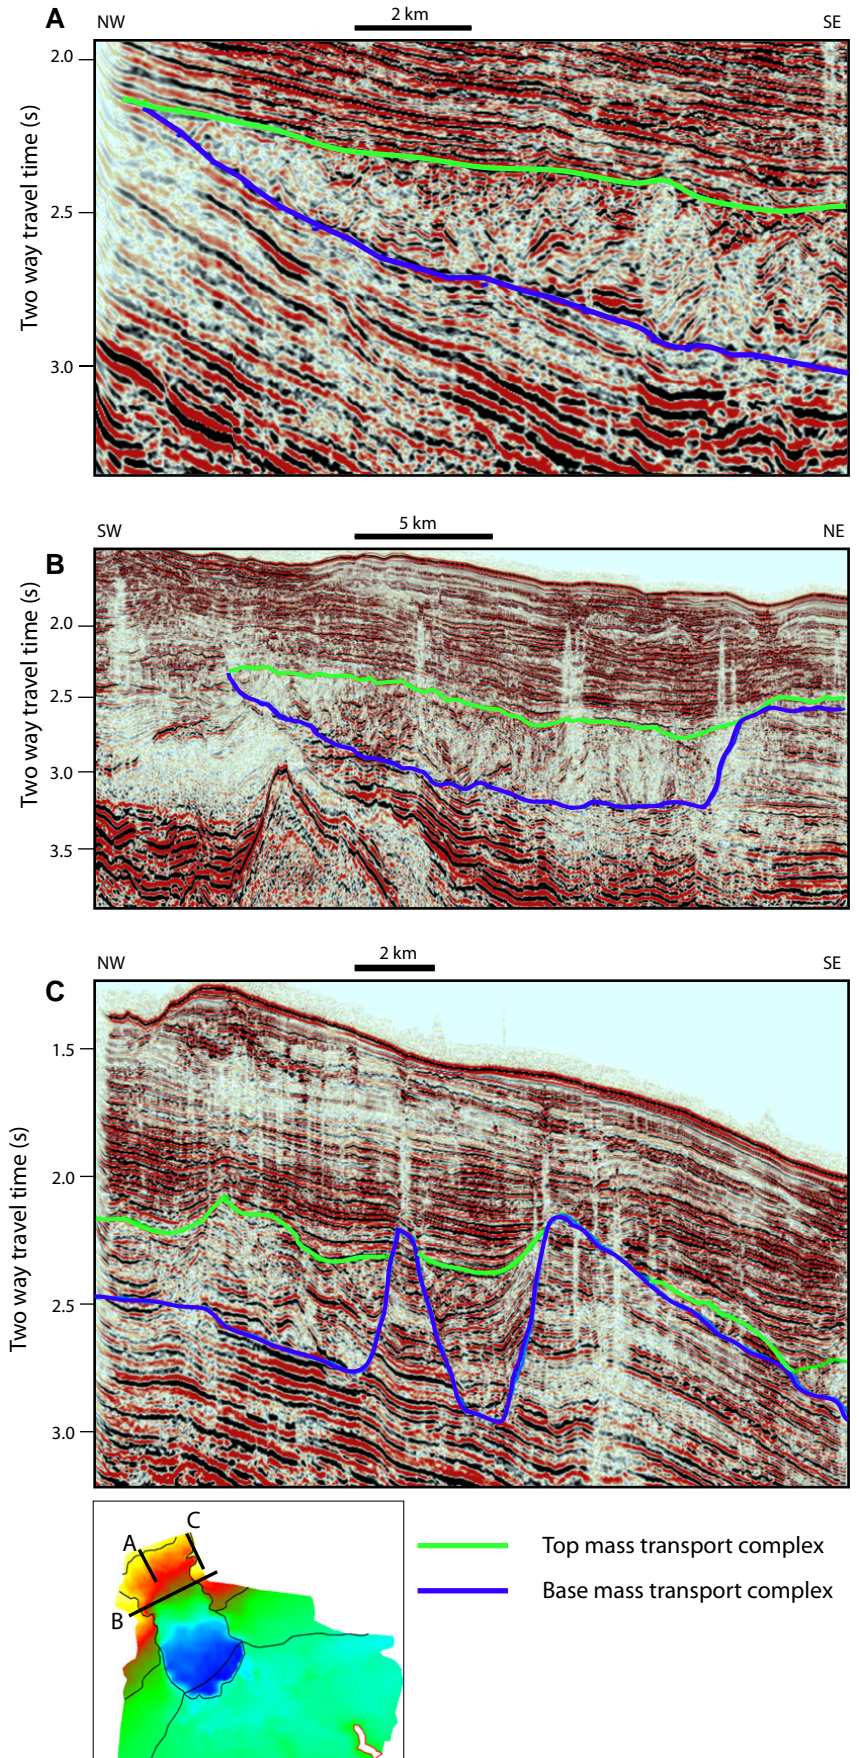 A
NW
2 km
SE
Two way travel time (s)
2.0
2.5
3.0
SW
5 km
NE
B
Two way travel time (s)
2.0
2.5
3.0
3.5
NW
2 km
SE
C
Two way travel time (s)
1.5
2.0
2.5
3.0
A
C
B
Top mass transport complex
Base mass transport complex